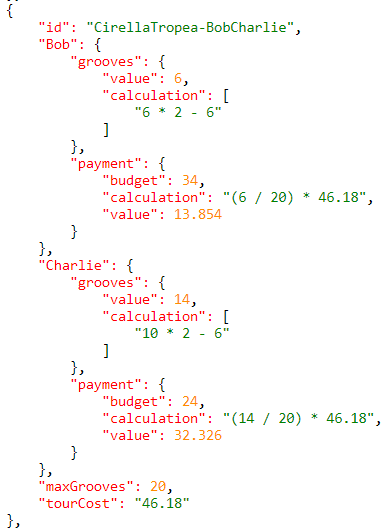 {
"id": "CirellaTropea-BobCharlie",
"Bob": {
"grooves": {
"value": 6,
"calculation": [
"6 * 2 - 6"
]
},
"payment": {
"budget": 34,
"calculation": "(6 / 20) * 46.18",
"value": 13.854
}
},
"Charlie": {
"grooves": {
"value": 14,
"calculation": [
"10 * 2 - 6"
]
},
"payment": {
"budget": 24,
"calculation": "(14 / 20) * 46.18",
"value": 32.326
}
},
"maxGrooves": 20,
"tourCost": "46.18"
},